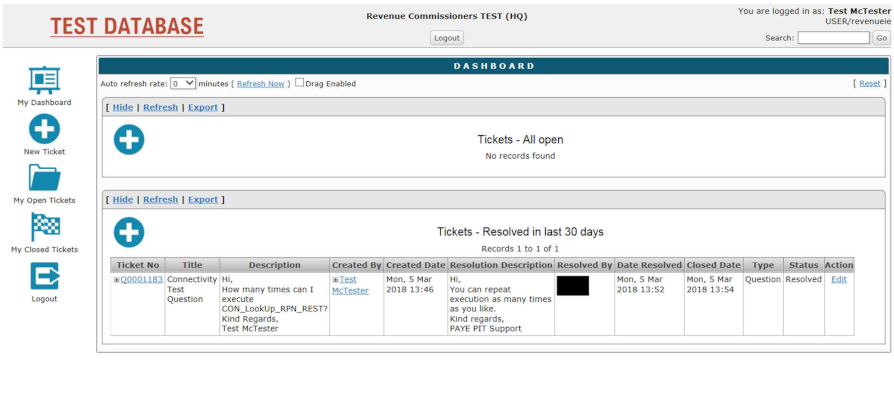 TEST DATABASE
Revenue Commissioners TEST (HQ)
Logout
You are logged in as: Test McTester
USER/revenueie
Search:
Go
My Dashboard
New Ticket
My Open Tickets
My Closed Tickets
Logout
DASHBOARD
Auto refresh rate: 0 minutes [ Refresh Now ] Drag Enabled
[ Reset ]
[ Hide | Refresh | Export ]
Tickets - All open
No records found
[ Hide | Refresh | Export ]
Tickets - Resolved in last 30 days
Records 1 to 1 of 1
Ticket No Title Description Created By Created Date Resolution Description Resolved By Date Resolved Closed Date Type Status Action
Q0001183
Connectivity
Test
Question
Hi,
How many times can I
execute
CON_LookUp_RPN_REST?
Kind Regards,
Test McTester
Test
McTester
Mon, 5 Mar
2018 13:46
Hi,
You can repeat
execution as many times
as you like.
Kind regards,
PAYE PIT Support
Mon, 5 Mar
2018 13:52
Mon, 5 Mar
2018 13:54
Question
Resolved
Edit